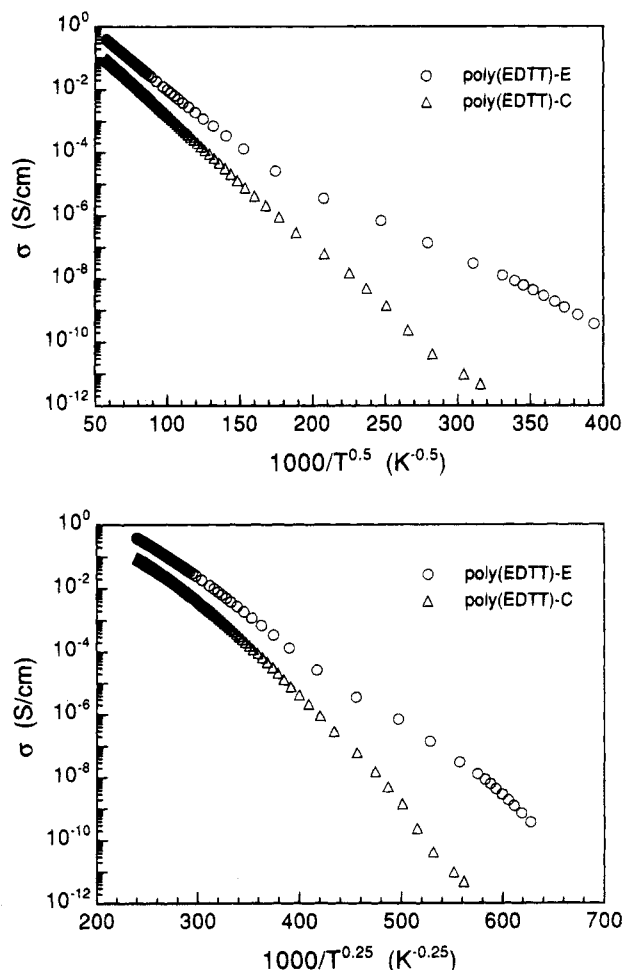 10^0
10^-2
10^-4
10^-6
10^-8
10^-10
10^-12
σ (S/cm)
poly(EDTT)-E
poly(EDTT)-C
50 100 150 200 250 300 350 400
1000/T^0.5 (K^-0.5)
10^0
10^-2
10^-4
10^-6
10^-8
10^-10
10^-12
σ (S/cm)
poly(EDTT)-E
poly(EDTT)-C
200 300 400 500 600 700
1000/T^0.25 (K^-0.25)